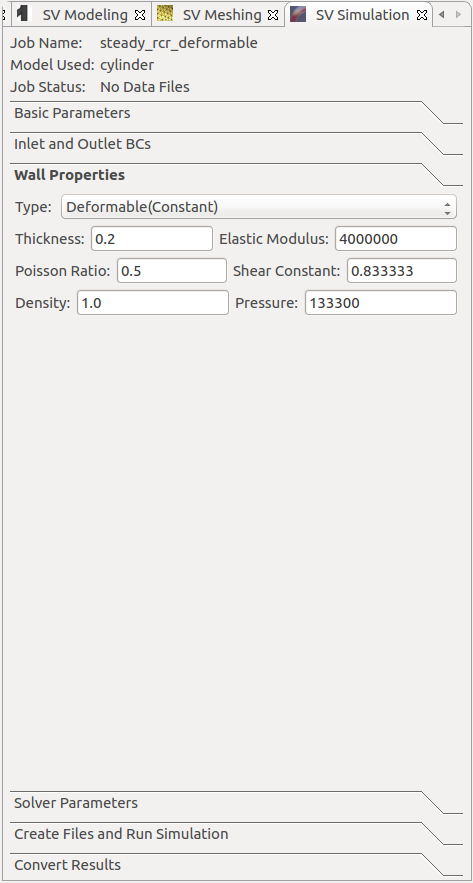 SV Modeling SV Meshing SV Simulation
Job Name: steady_rcr_deformable
Model Used: cylinder
Job Status: No Data Files
Basic Parameters
Inlet and Outlet BCs
Wall Properties
Type: Deformable(Constant)
Thickness: 0.2 Elastic Modulus: 4000000
Poisson Ratio: 0.5 Shear Constant: 0.833333
Density: 1.0 Pressure: 133300
Solver Parameters
Create Files and Run Simulation
Convert Results